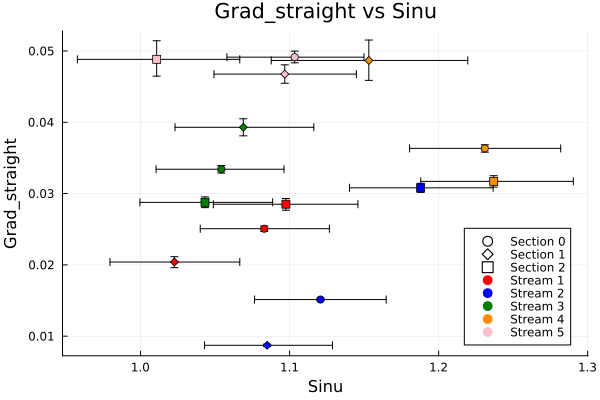 Grad_straight vs Sinu
0.05
0.04
0.03
0.02
0.01
Grad_straight
Section 0
Section 1
Section 2
Stream 1
Stream 2
Stream 3
Stream 4
Stream 5
1.0 1.1 1.2 1.3
Sinu